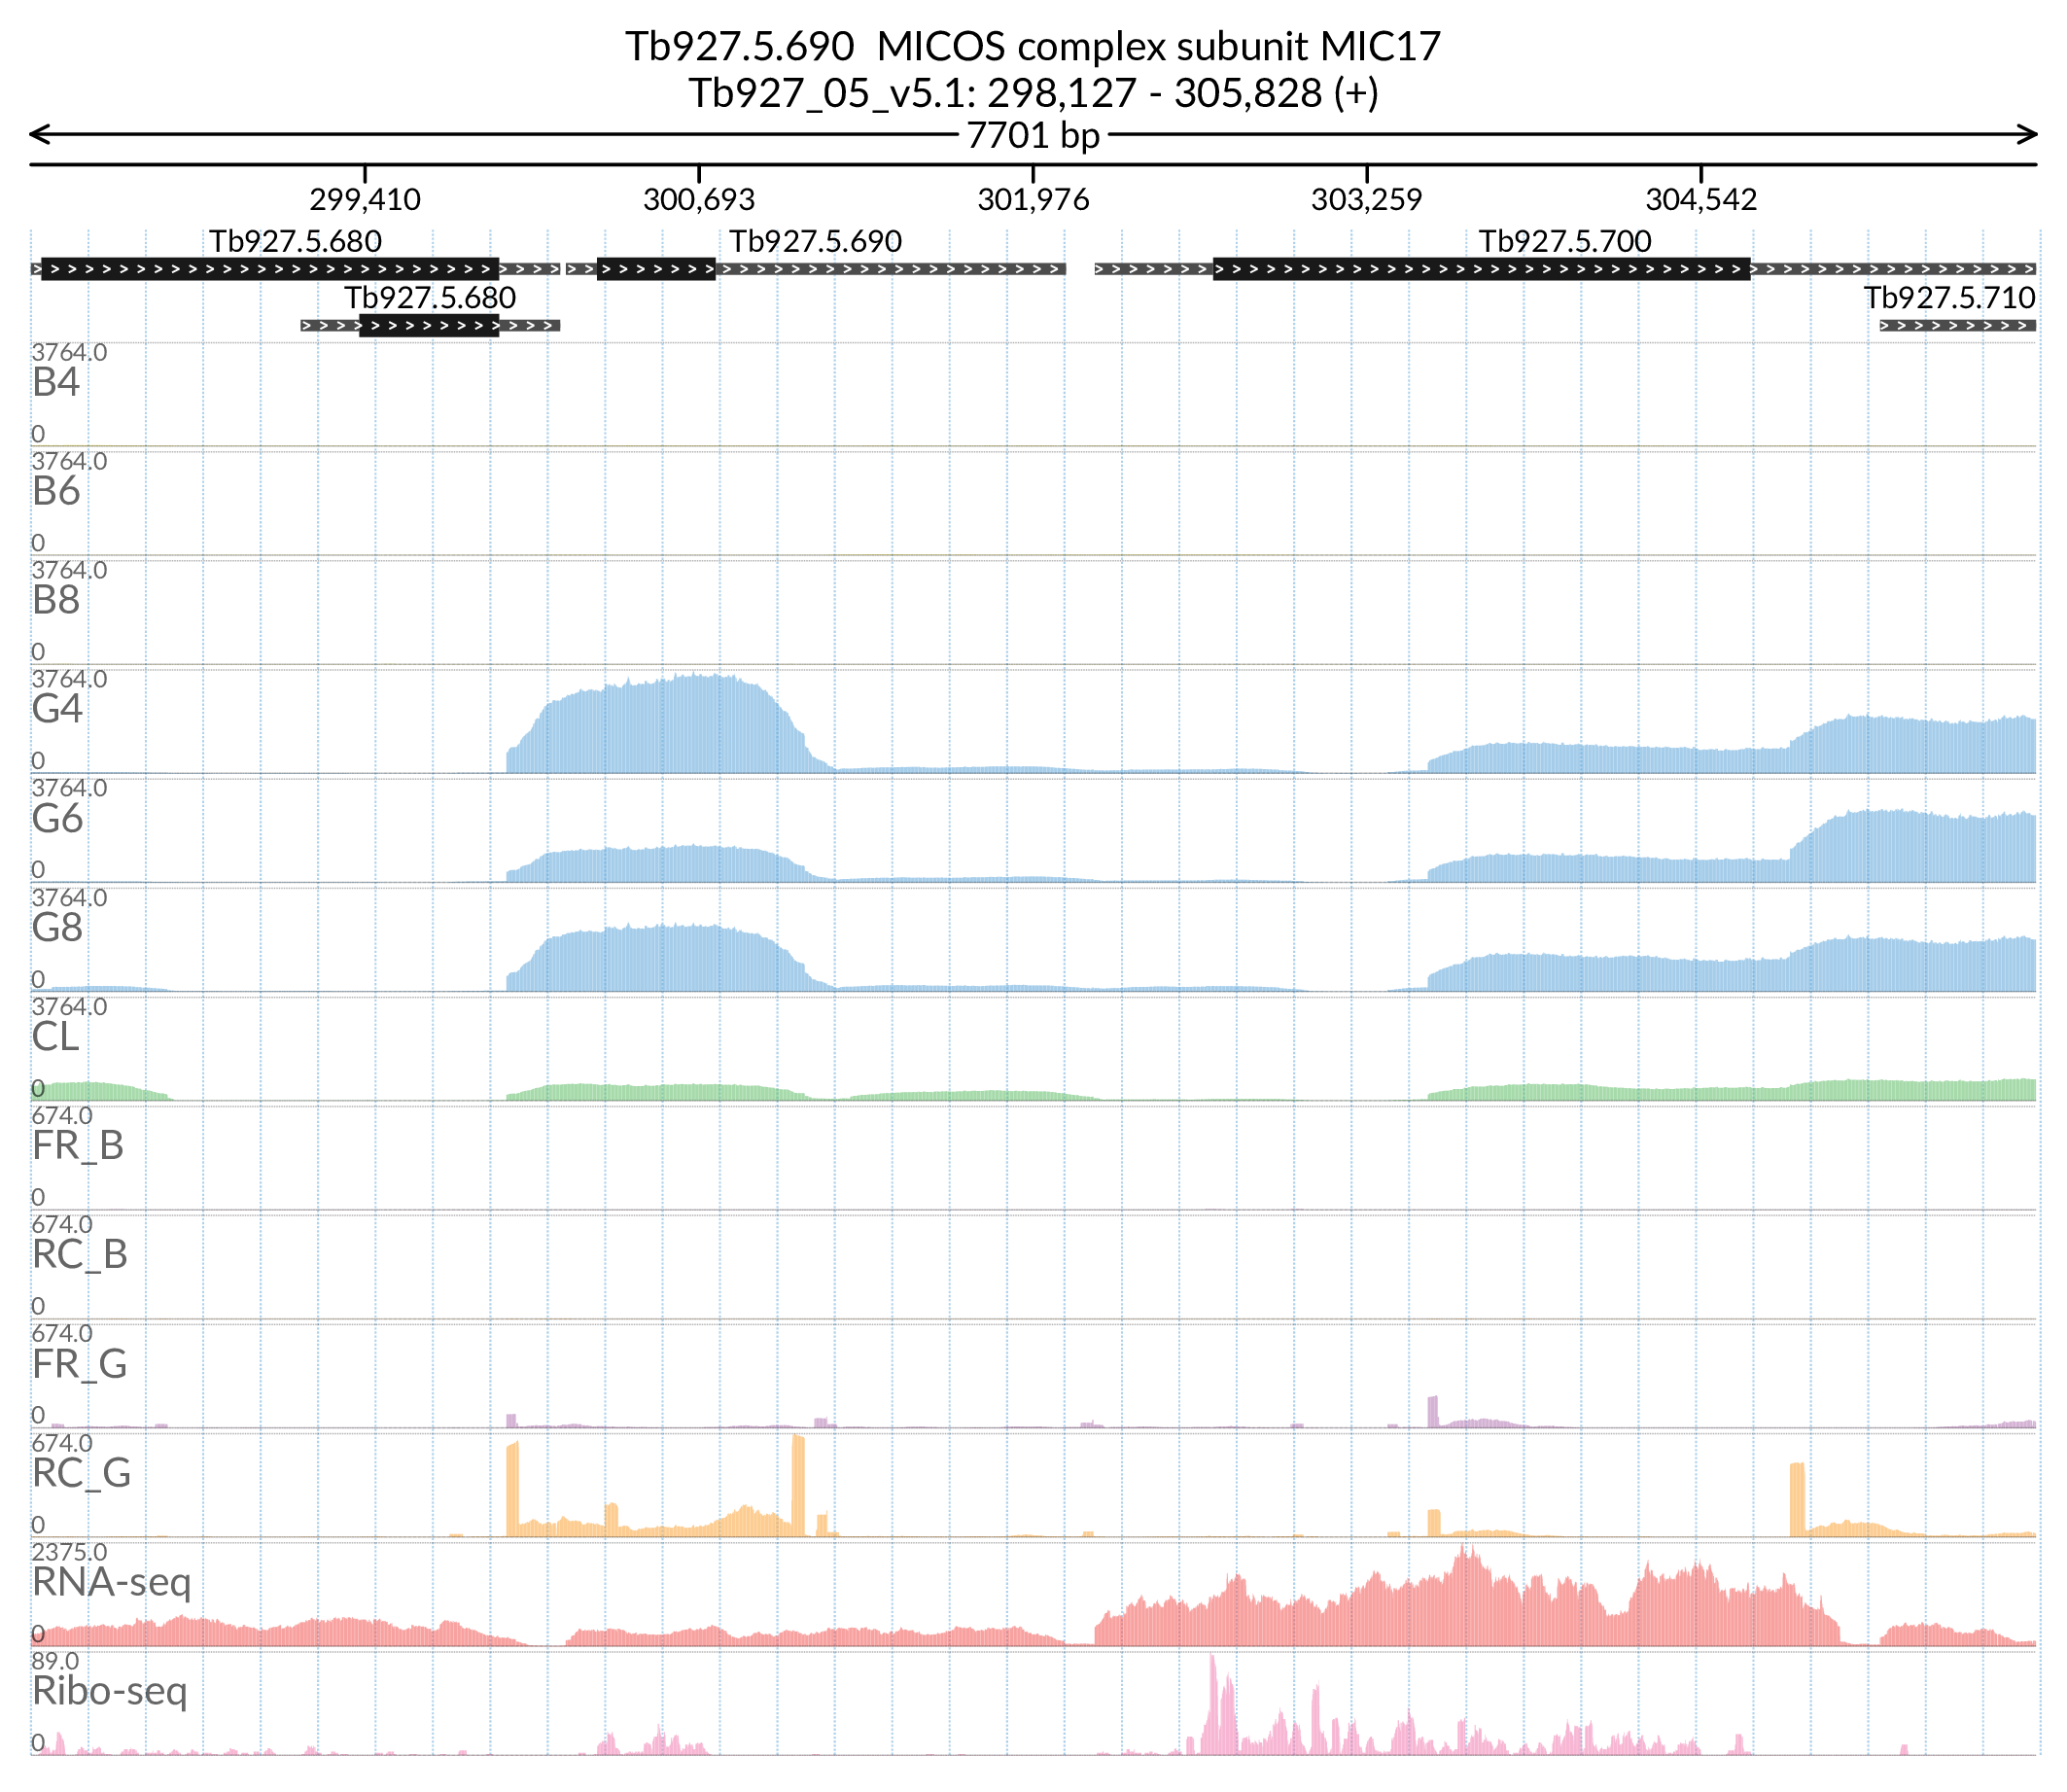 Tb927.5.690  MICOS complex subunit MIC17
Tb927_05_v5.1: 298,127 - 305,828 (+)
7701 bp
299,410 300,693 301,976 303,259 304,542
Tb927.5.680 Tb927.5.690 Tb927.5.700
Tb927.5.680 Tb927.5.710
3764.0
B4
0
3764.0
B6
0
3764.0
B8
0
3764.0
G4
0
3764.0
G6
0
3764.0
G8
0
3764.0
CL
0
674.0
FR_B
0
674.0
RC_B
0
674.0
FR_G
0
674.0
RC_G
0
2375.0
RNA-seq
0
89.0
Ribo-seq
0